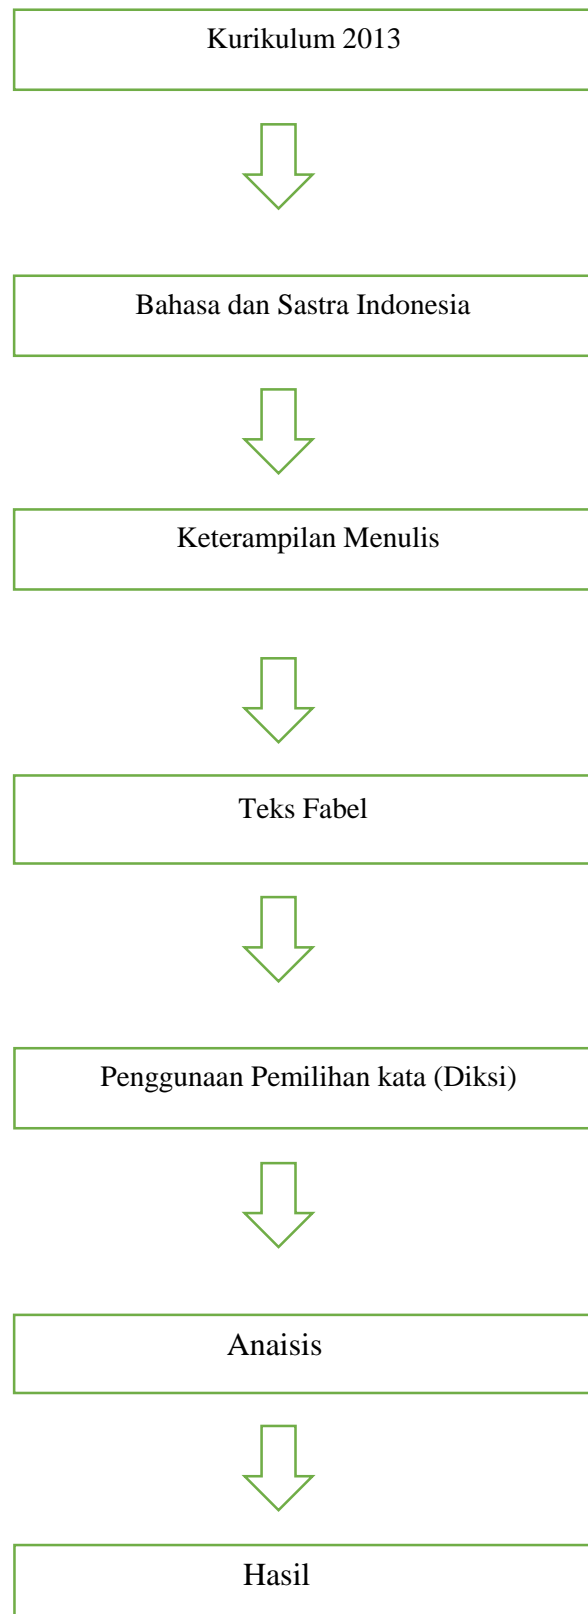 Kurikulum 2013
Bahasa dan Sastra Indonesia
Keterampilan Menulis
Teks Fabel
Penggunaan Pemilihan kata (Diksi)
Anaisis
Hasil